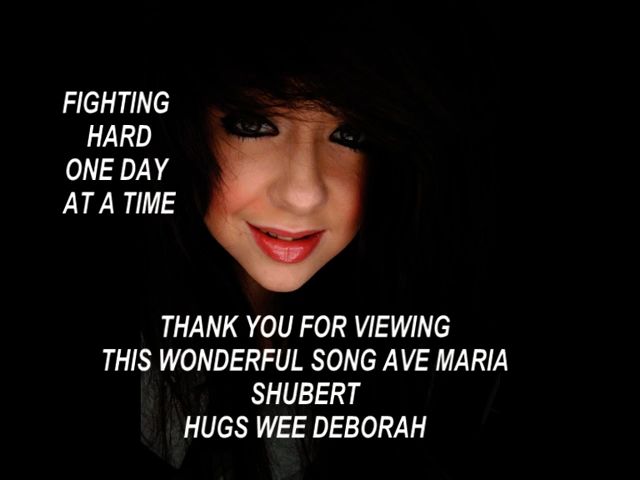 FIGHTING
HARD
ONE DAY
AT A TIME
THANK YOU FOR VIEWING
THIS WONDERFUL SONG AVE MARIA
SHUBERT
HUGS WEE DEBORAH